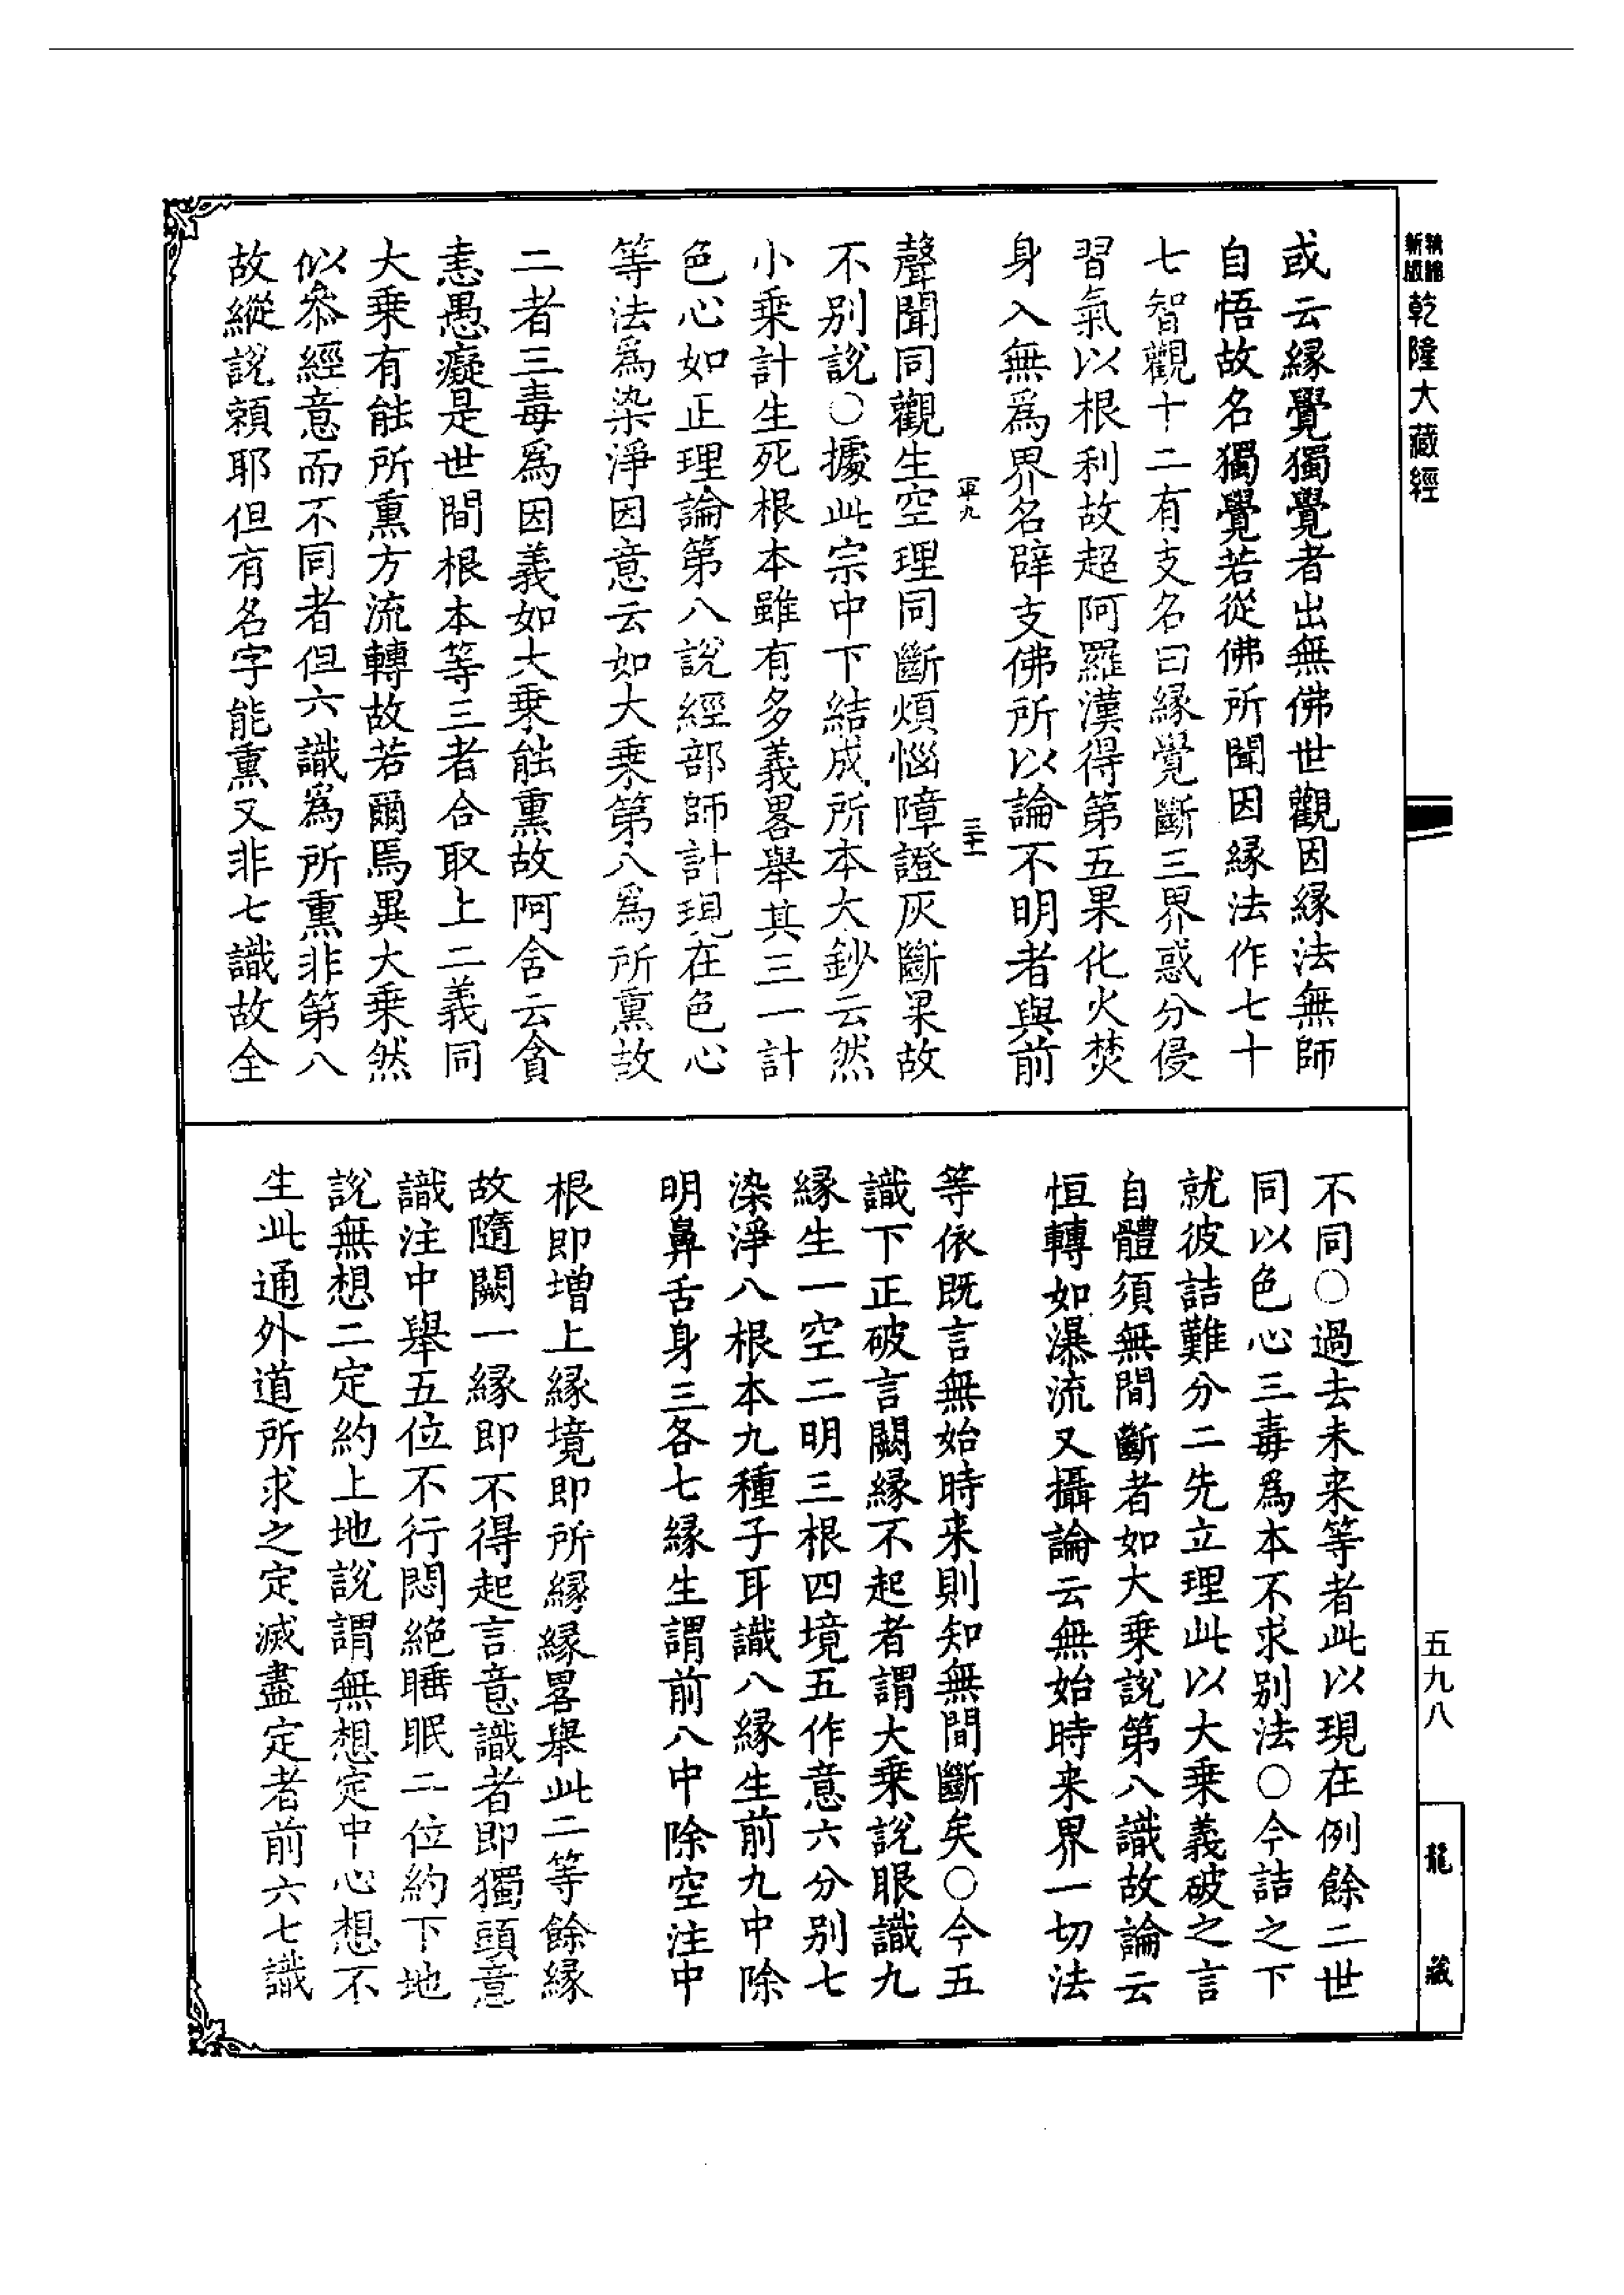 新版 乾隆大藏經
或云緣覺獨覺者出無佛世觀因緣法無師
自悟故名獨覺若從佛所聞因緣法作七十
七智觀十二有支名曰緣覺斷三界惑分侵
習氣以根利故超阿羅漢得第五果化火焚
身入無為界名辟支佛所以論不明者與前
軍九 三十一
聲聞同觀生空理同斷煩惱障證灰斷果故
不別說○據此宗中下結成所本大鈔云然
小乘計生死根本雖有多義畧舉其三一計
色心如正理論第八說經部師計現在色心
等法為染淨因意云如大乘第八為所熏故
二者三毒為因義如大乘能熏故阿含云貪
恚愚癡是世間根本等三者合取上二義同
大乘有能所熏方流轉故若爾焉異大乘然
似叅經意而不同者但六識為所熏非第八
故縱說賴耶但有名字能熏又非七識故全
不同○過去未来等者此以現在例餘二世
同以色心三毒為本不求別法○今詰之下
就彼詰難分二先立理此以大乘義破之言
自體須無間斷者如大乘說第八識故論云
恒轉如瀑流又攝論云無始時来界一切法
等依既言無始時来則知無間斷矣○今五
識下正破言闕緣不起者謂大乘說眼識九
緣生一空二明三根四境五作意六分別七
染淨八根本九種子耳識八緣生前九中除
明鼻舌身三各七緣生謂前八中除空注中
根即增上緣境即所緣緣畧舉此二等餘緣
故隨闕一緣即不得起言意識者即獨頭意
識注中舉五位不行悶絕睡眠二位約下地
說無想二定約上地說謂無想定中心想不
生此通外道所求之定滅盡定者前六七識
五九八
龍藏